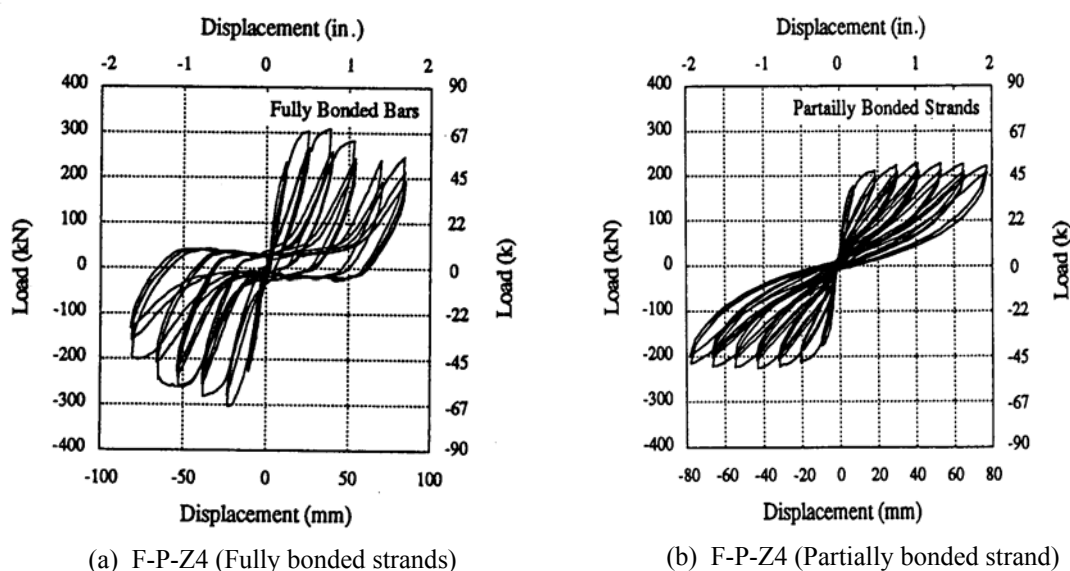 Displacement (in.)
-2 -1 0 1 2
400 90
Fully Bonded Bars
300 67
200 45
100 22
0 0
-100 -22
-200 -45
-300 -67
-400 -90
Load (kN)
Load (k)
-100 -50 0 50 100
Displacement (mm)
(a) F-P-Z4 (Fully bonded strands)
Displacement (in.)
-2 -1 0 1 2
400 90
Partailly Bonded Strands
300 67
200 45
100 22
0 0
-100 -22
-200 -45
-300 -67
-400 -90
Load (kN)
Load (k)
-80 -60 -40 -20 0 20 40 60 80
Displacement (mm)
(b) F-P-Z4 (Partially bonded strand)